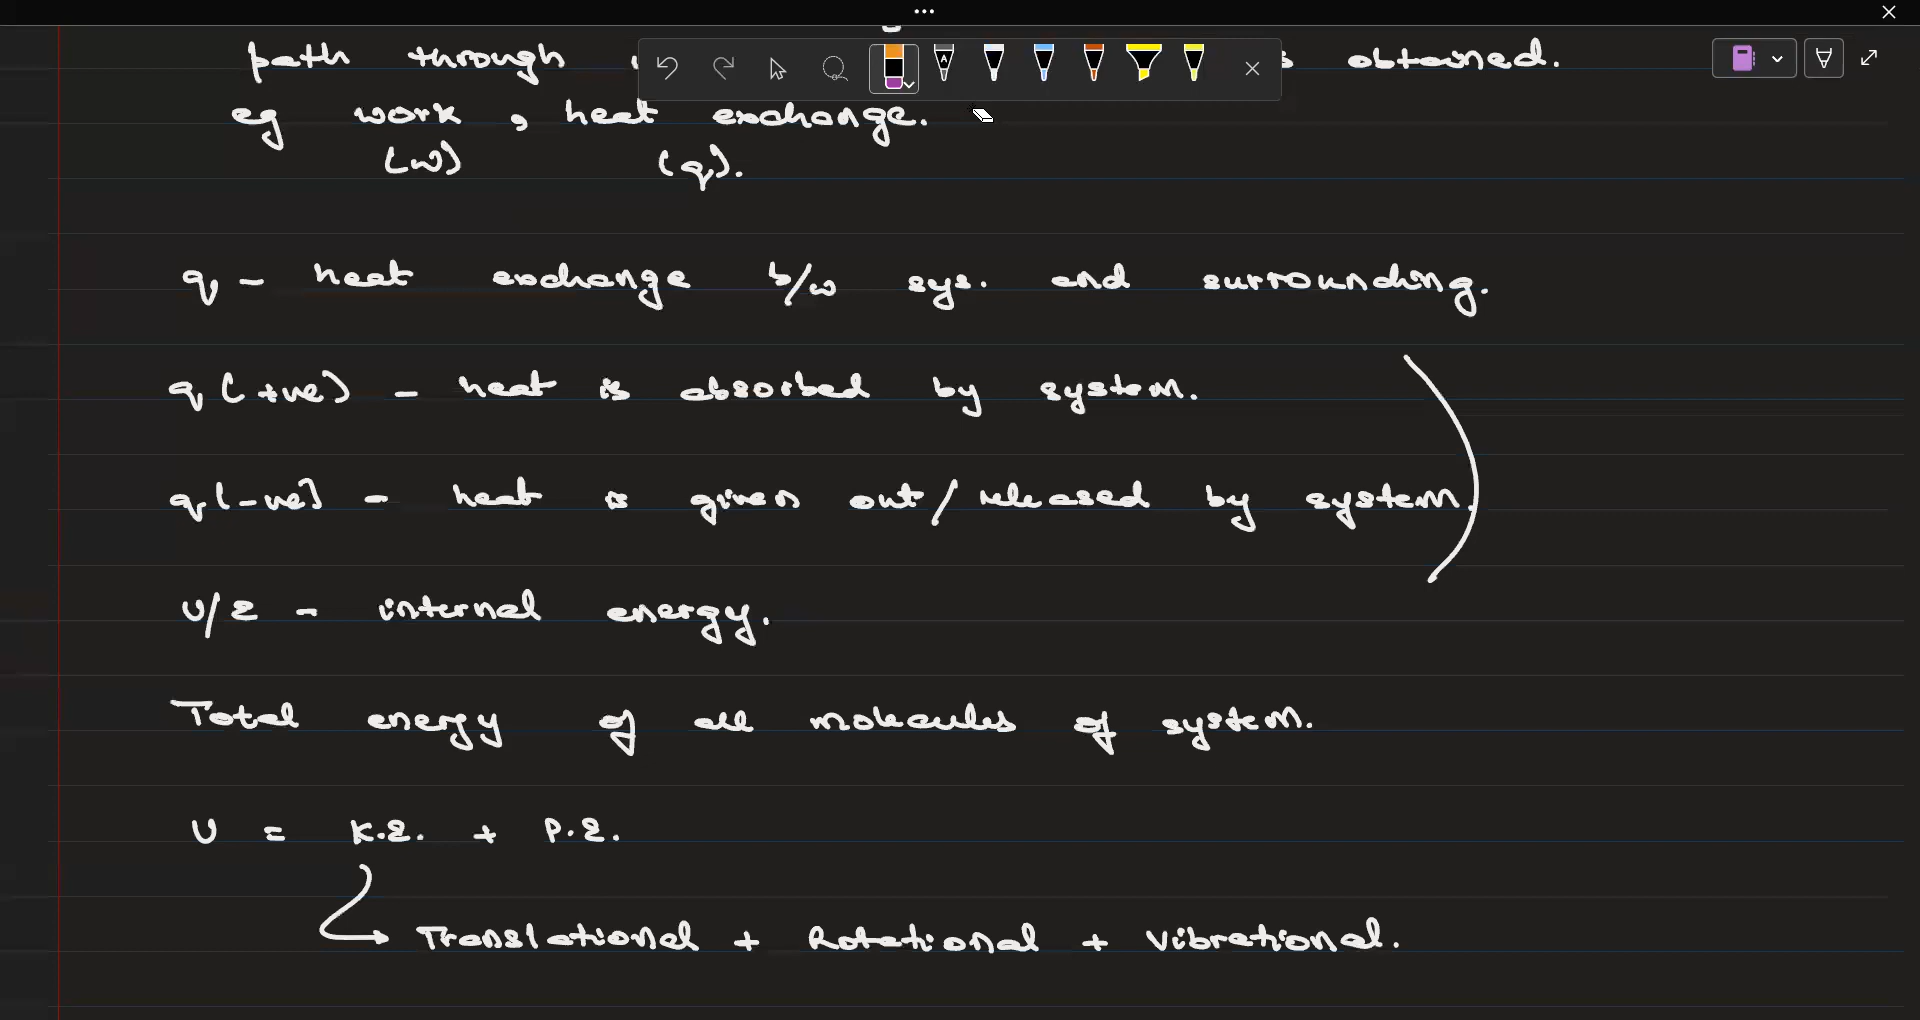 path through obtained.
eg work, heat exchange.
(w) (q).
q - heat exchange b/w sys. and surrounding.
q (+ve) - heat is absorbed by system.
q (-ve) - heat is given out/released by system.
U/E - internal energy.
Total energy of all molecules of system.
U = K.E. + P.E.
Translational + Rotational + Vibrational.